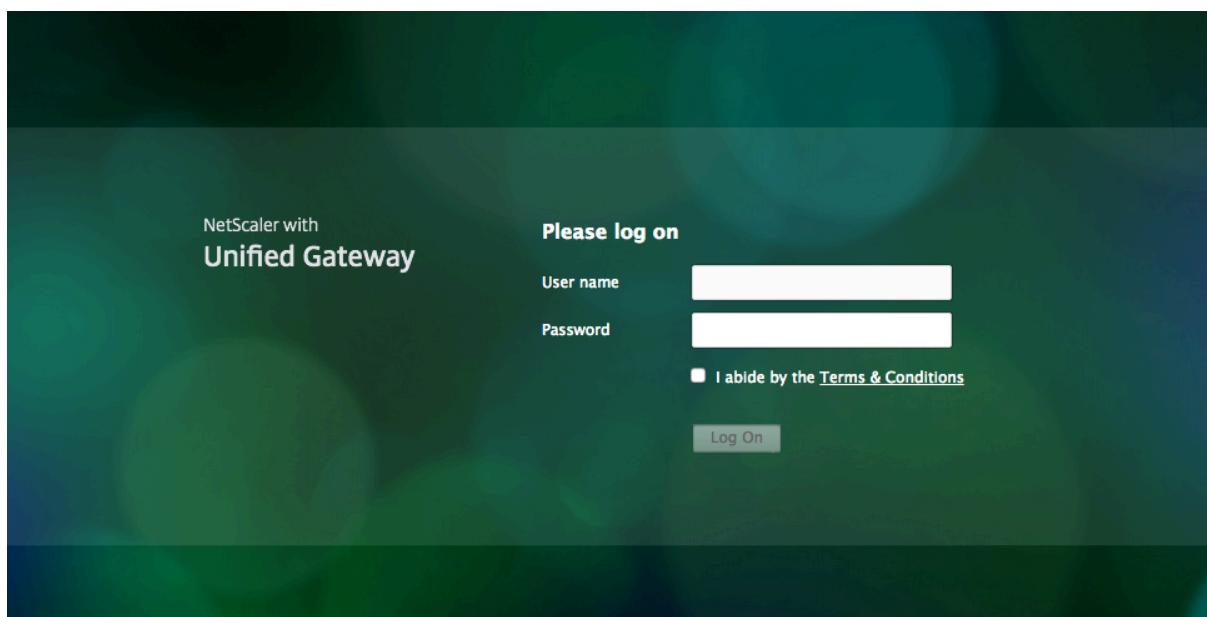 NetScaler with
Unified Gateway
Please log on
User name
Password
I abide by the Terms & Conditions
Log On